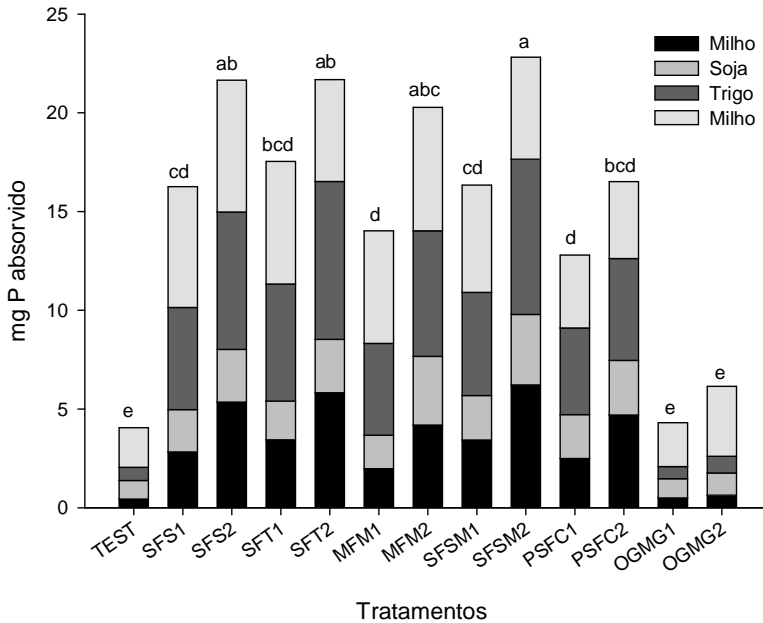 25
20
15
10
5
0
mg P absorvido
Milho
Soja
Trigo
Milho
e
cd
ab
bcd
ab
d
abc
cd
a
d
bcd
e
e
TEST
SFS1
SFS2
SFT1
SFT2
MFM1
MFM2
SFSM1
SFSM2
PSFC1
PSFC2
OGMG1
OGMG2
Tratamentos